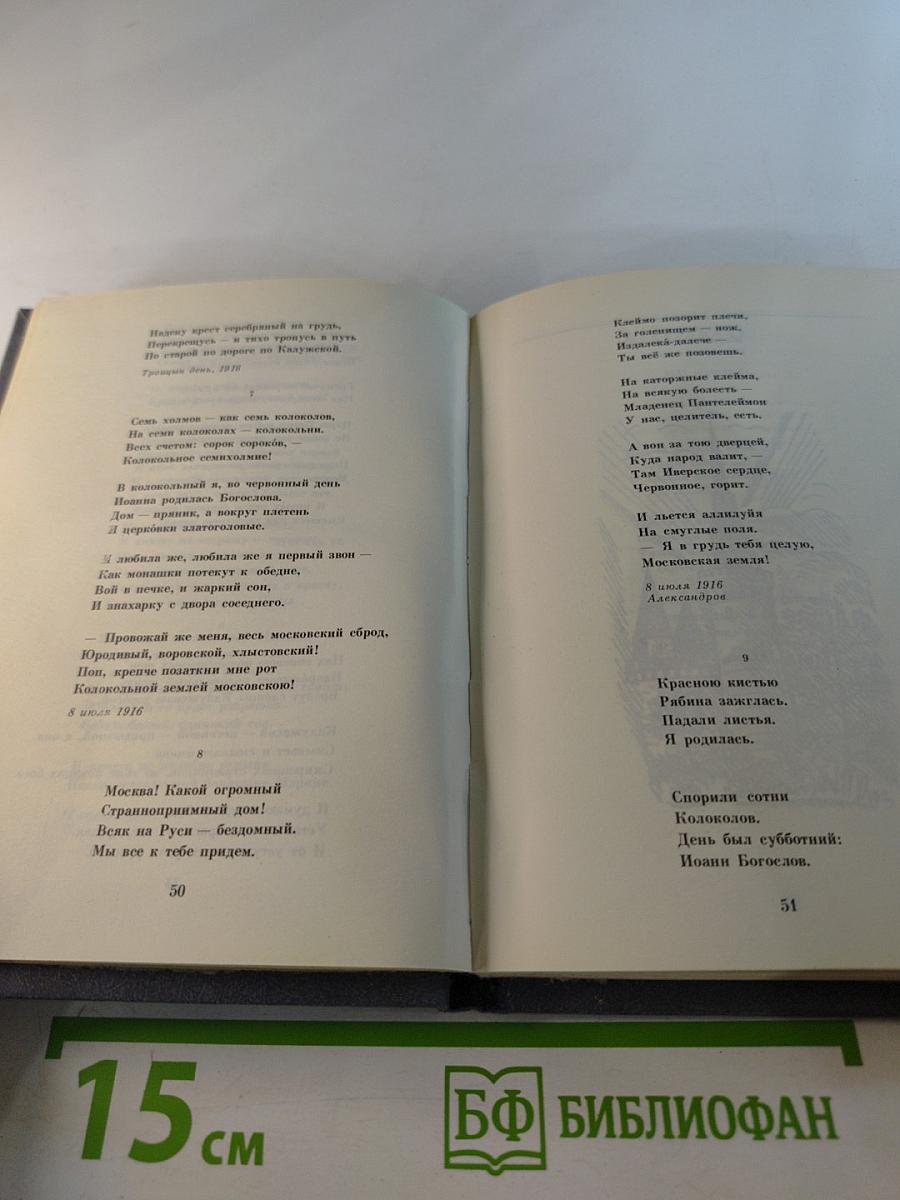 Надену крест серебряный на грудь,
Перекрещусь — и тихо тронусь в путь
По старой по дороге по Калужской.
Троицын день, 1916
7
Семь холмов — как семь колоколов,
На семи колоколах — колокольни.
Всех счетом: сорок сороко́в, —
Колокольное семихолмие!
В колокольный я, во червонный день
Иоанна родилась Богослова.
Дом — пряник, а вокруг плетень
И церко́вки златоголовые.
И любила же, любила же я первый звон —
Как монашки потекут к обедне,
Вой в печке, и жаркий сон,
И знахарку с двора соседнего.
— Провожай же меня, весь московский сброд,
Юродивый, воровской, хлыстовский!
Поп, крепче позаткни мне рот
Колокольной землей московскою!
8 июля 1916
8
Москва! Какой огромный
Странноприимный дом!
Всяк на Руси — бездомный.
Мы все к тебе придем.
50
Клеймо позорит плечи,
За голенищем — нож.
Издалека́-далече —
Ты всё же позовешь.
На каторжные клейма,
На всякую болесть —
Младенец Пантелеймон
У нас, целитель, есть.
А вон за тою дверцей,
Куда народ валит, —
Там Иверское сердце,
Червонное, горит.
И льется аллилуйя
На смуглые поля.
— Я в грудь тебя целую,
Московская земля!
8 июля 1916
Александров
9
Красною кистью
Рябина зажглась.
Падали листья.
Я родилась.
Спорили сотни
Колоколов.
День был субботний:
Иоанн Богослов.
51
15 см
БФ БИБЛИОФАН